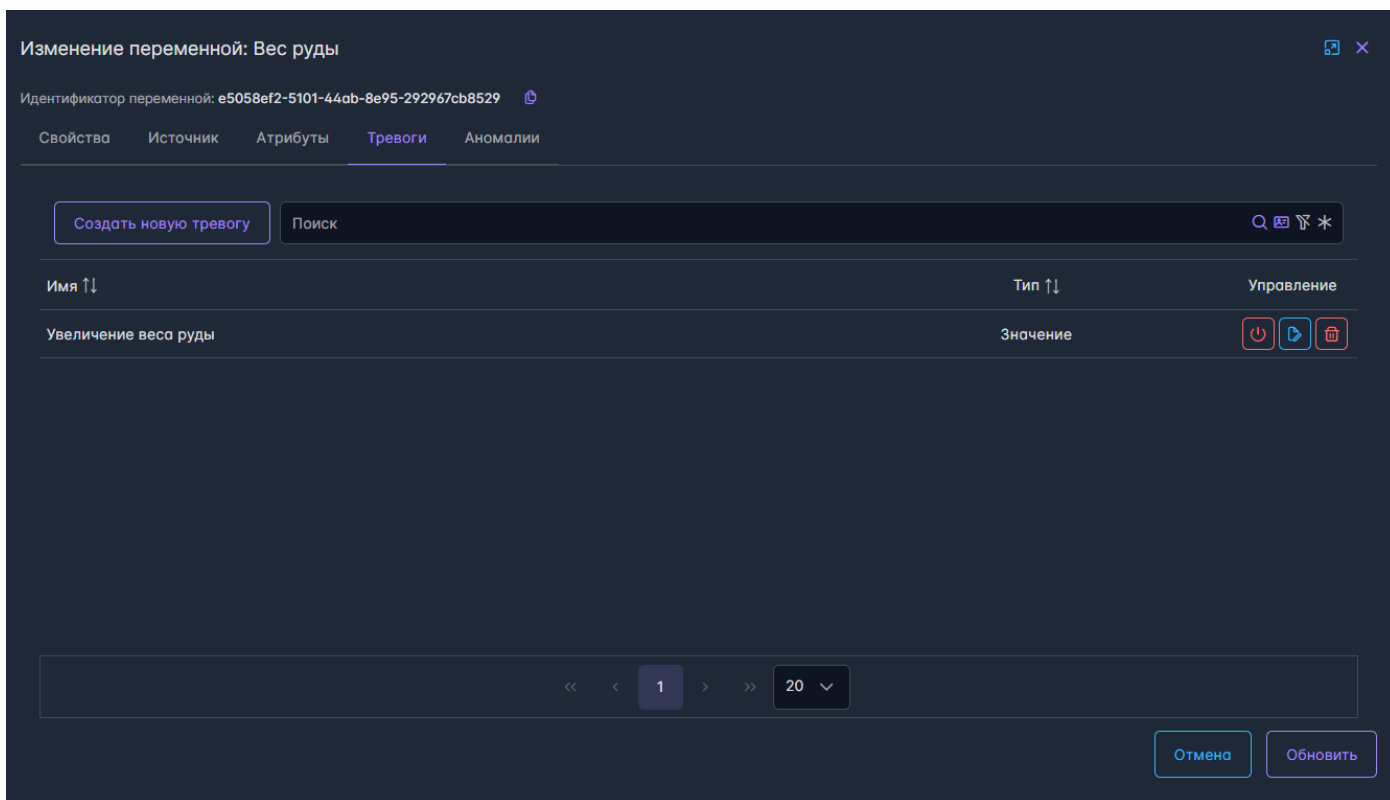 Изменение переменной: Вес руды
Идентификатор переменной: e5058ef2-5101-44ab-8e95-292967cb8529
Свойства Источник Атрибуты Тревоги Аномалии
Создать новую тревогу Поиск
Имя Тип Управление
Увеличение веса руды Значение
1 20
Отмена Обновить